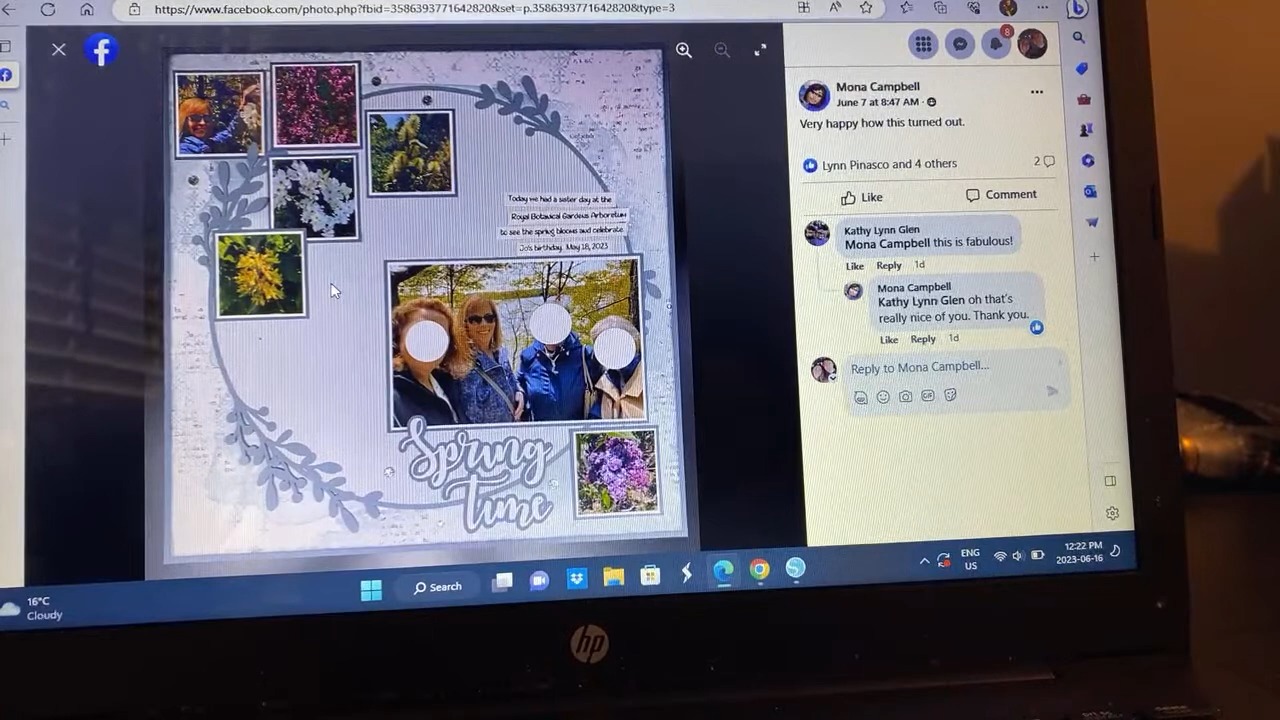 https://www.facebook.com/photo.php?fbid=3586393771642820&set=p.3586393771642820&type=3
8
Mona Campbell
June 7 at 8:47 AM
Very happy how this turned out.
Lynn Pinasco and 4 others
2
Like
Comment
Kathy Lynn Glen
Mona Campbell this is fabulous!
Like Reply 1d
Mona Campbell
Kathy Lynn Glen oh that's
really nice of you. Thank you.
Like Reply 1d
Reply to Mona Campbell...
GIF
Today we had a sister day at the
Royal Botanical Gardens Arboretum
to see the spring blooms and celebrate
Jo's birthday. May 18, 2023
Spring
Time
16°C
Cloudy
Search
ENG
US
12:22 PM
2023-06-16
hp